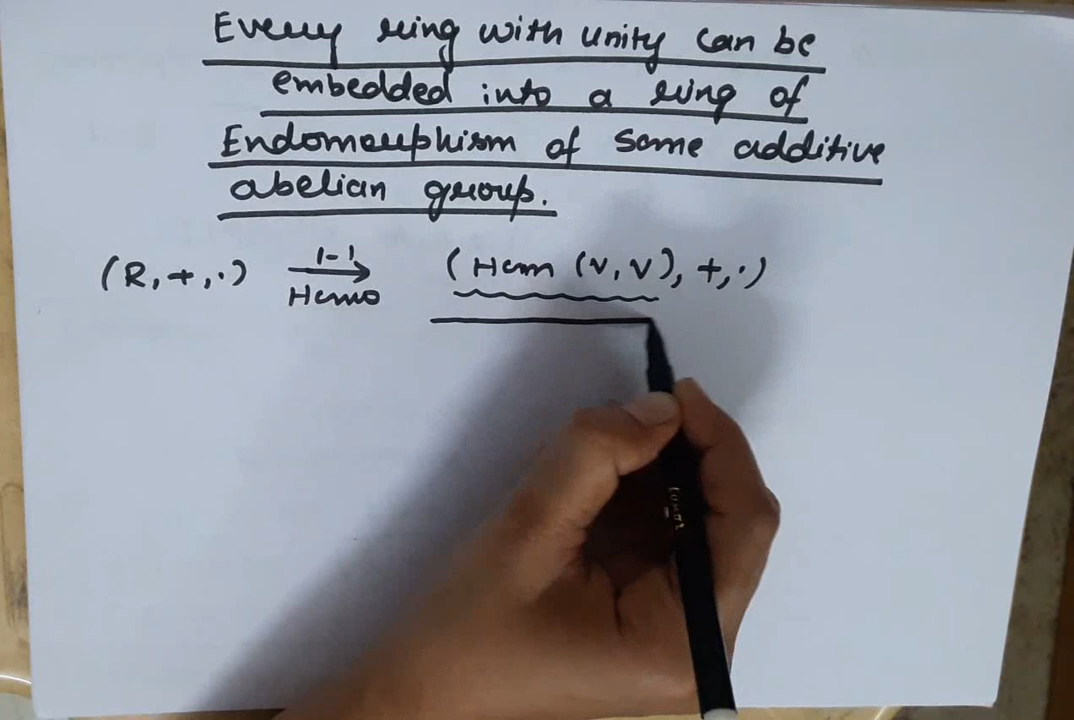 Every ring with unity can be
embedded into a ring of
Endomorphism of some additive
abelian group.
(R, +, ·) 1-1 → Homo (Hom (V, V), +, ·)